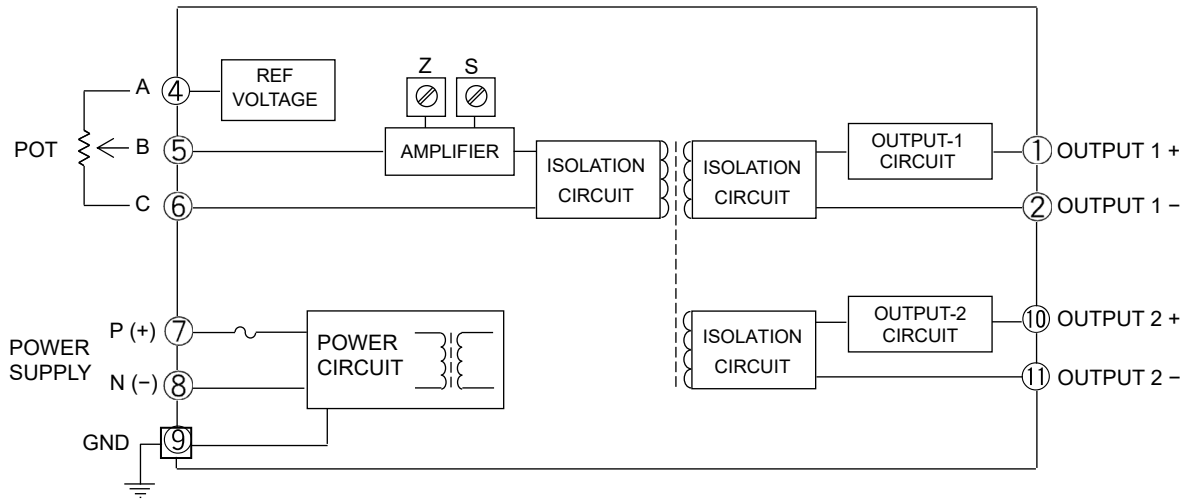 Z S
A 4 REF
VOLTAGE
POT B 5 AMPLIFIER
C 6
ISOLATION
CIRCUIT
ISOLATION
CIRCUIT
OUTPUT-1
CIRCUIT
1 OUTPUT 1 +
2 OUTPUT 1 −
POWER
SUPPLY
P (+) 7
N (−) 8
GND 9
POWER
CIRCUIT
ISOLATION
CIRCUIT
OUTPUT-2
CIRCUIT
10 OUTPUT 2 +
11 OUTPUT 2 −